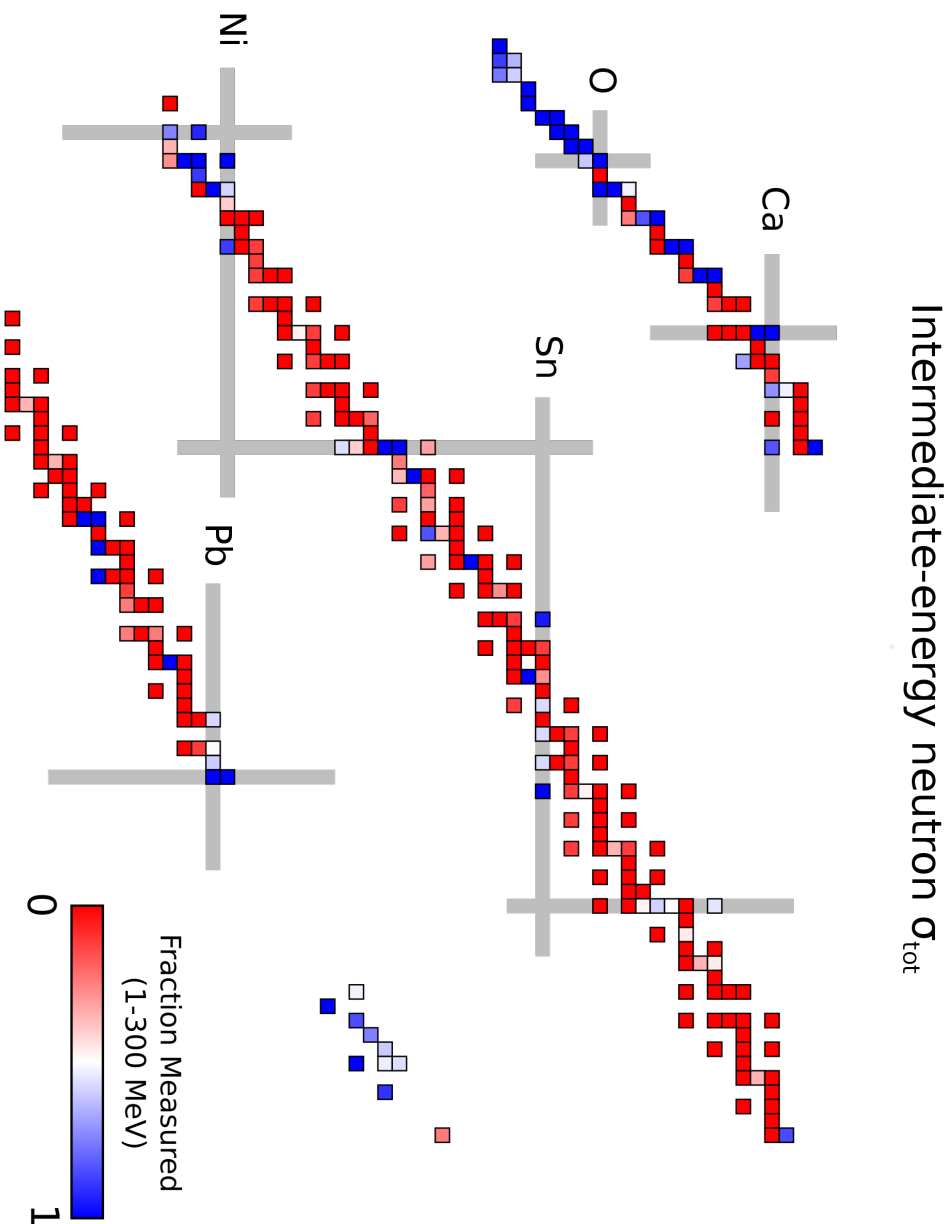 Intermediate-energy neutron σtot
O
Ca
Ni
Sn
Pb
Fraction Measured
(1-300 MeV)
0
1